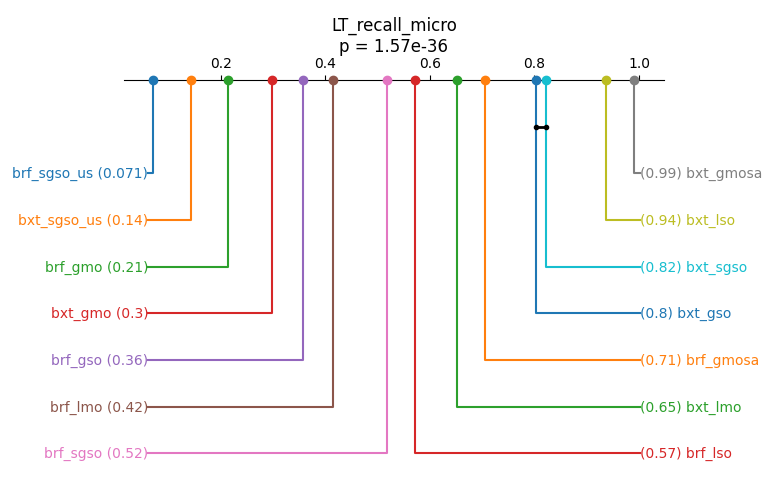 LT_recall_micro
p = 1.57e-36
0.2 0.4 0.6 0.8 1.0
brf_sgso_us (0.071) (0.99) bxt_gmosa
bxt_sgso_us (0.14) (0.94) bxt_lso
brf_gmo (0.21) (0.82) bxt_sgso
bxt_gmo (0.3) (0.8) bxt_gso
brf_gso (0.36) (0.71) brf_gmosa
brf_lmo (0.42) (0.65) bxt_lmo
brf_sgso (0.52) (0.57) brf_lso